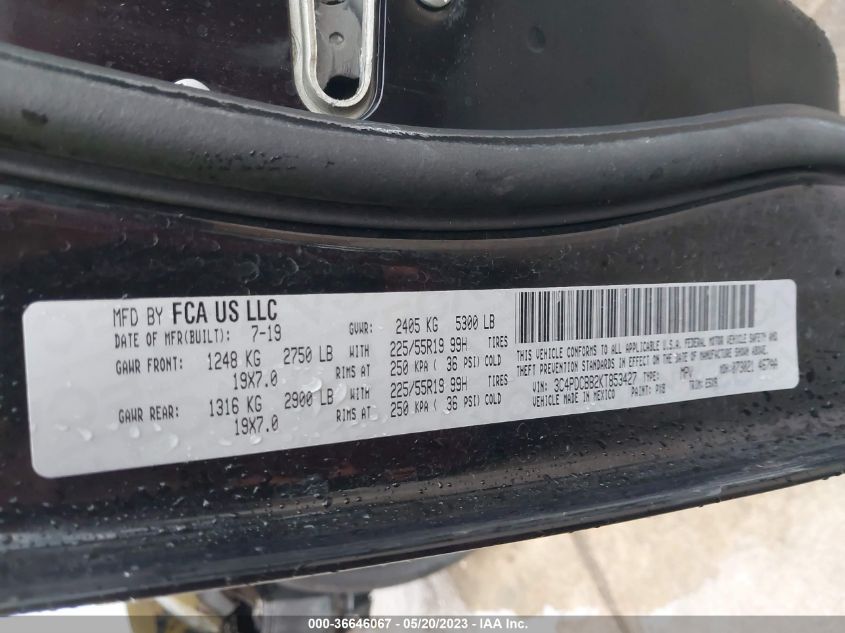 MFD BY FCA US LLC
DATE OF MFR(BUILT): 7-19 GVWR: 2405 KG 5300 LB
GAWR FRONT: 1248 KG 2750 LB WITH 225/55R19 99H TIRES
19X7.0 RIMS AT 250 KPA ( 36 PSI) COLD
GAWR REAR: 1316 KG 2900 LB WITH 225/55R19 99H TIRES
19X7.0 RIMS AT 250 KPA ( 36 PSI) COLD
THIS VEHICLE CONFORMS TO ALL APPLICABLE U.S.A. FEDERAL MOTOR VEHICLE SAFETY AND
THEFT PREVENTION STANDARDS IN EFFECT ON THE DATE OF MANUFACTURE SHOWN ABOVE.
VIN: 3C4PDCBB2KT853427 TYPE: MPV MDH: 073021 467AA
VEHICLE MADE IN MEXICO PAINT: PXB TRIM:
000-36646067 / 05/20/2023 - IAA Inc.